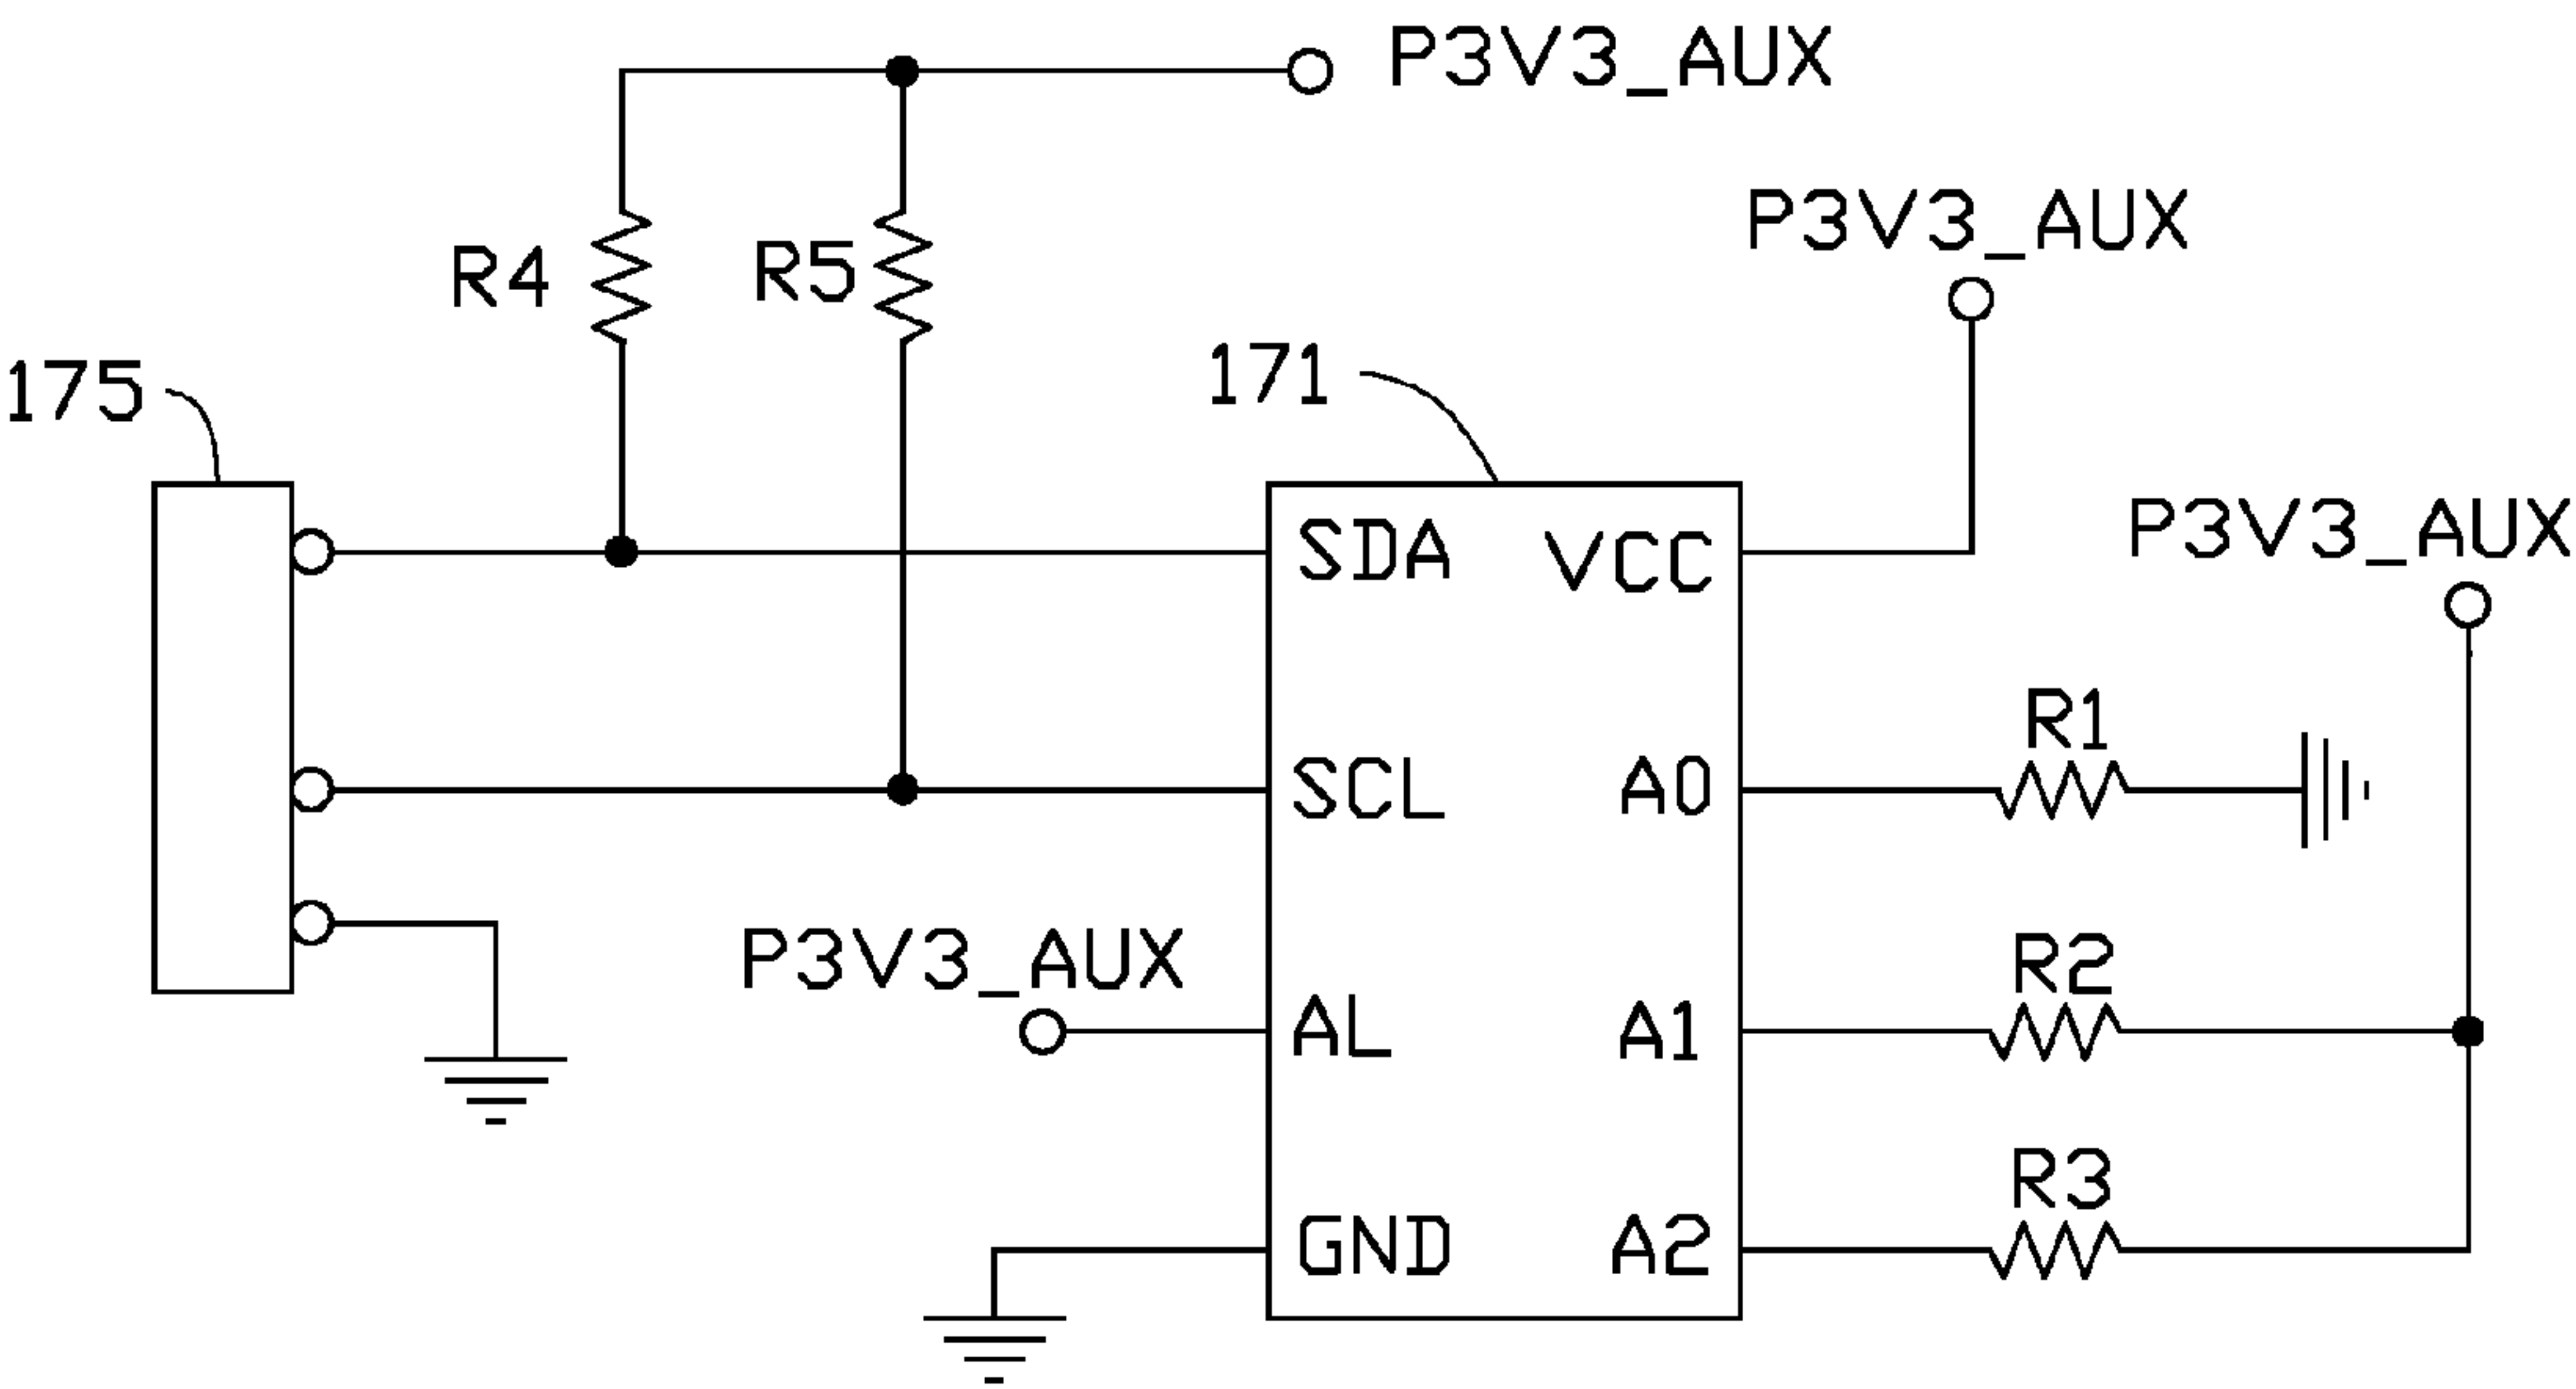 P3V3_AUX
P3V3_AUX
R4
R5
175
171
P3V3_AUX
SDA
VCC
R1
SCL
A0
P3V3_AUX
R2
AL
A1
R3
GND
A2